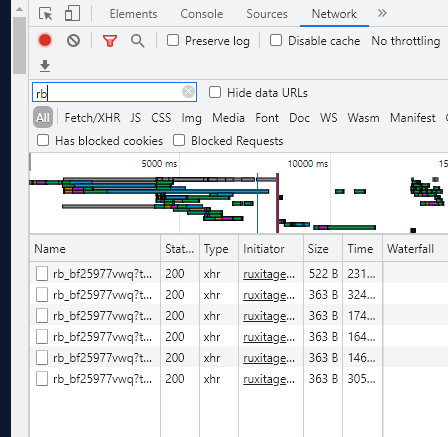 Elements Console Sources Network
Preserve log Disable cache No throttling
rb Hide data URLs
All Fetch/XHR JS CSS Img Media Font Doc WS Wasm Manifest
Has blocked cookies Blocked Requests
5000 ms 10000 ms 15
Name Stat... Type Initiator Size Time Waterfall
rb_bf25977vwq?t... 200 xhr ruxitage... 522 B 231...
rb_bf25977vwq?t... 200 xhr ruxitage... 363 B 324...
rb_bf25977vwq?t... 200 xhr ruxitage... 363 B 174...
rb_bf25977vwq?t... 200 xhr ruxitage... 363 B 164...
rb_bf25977vwq?t... 200 xhr ruxitage... 363 B 146...
rb_bf25977vwq?t... 200 xhr ruxitage... 363 B 305...